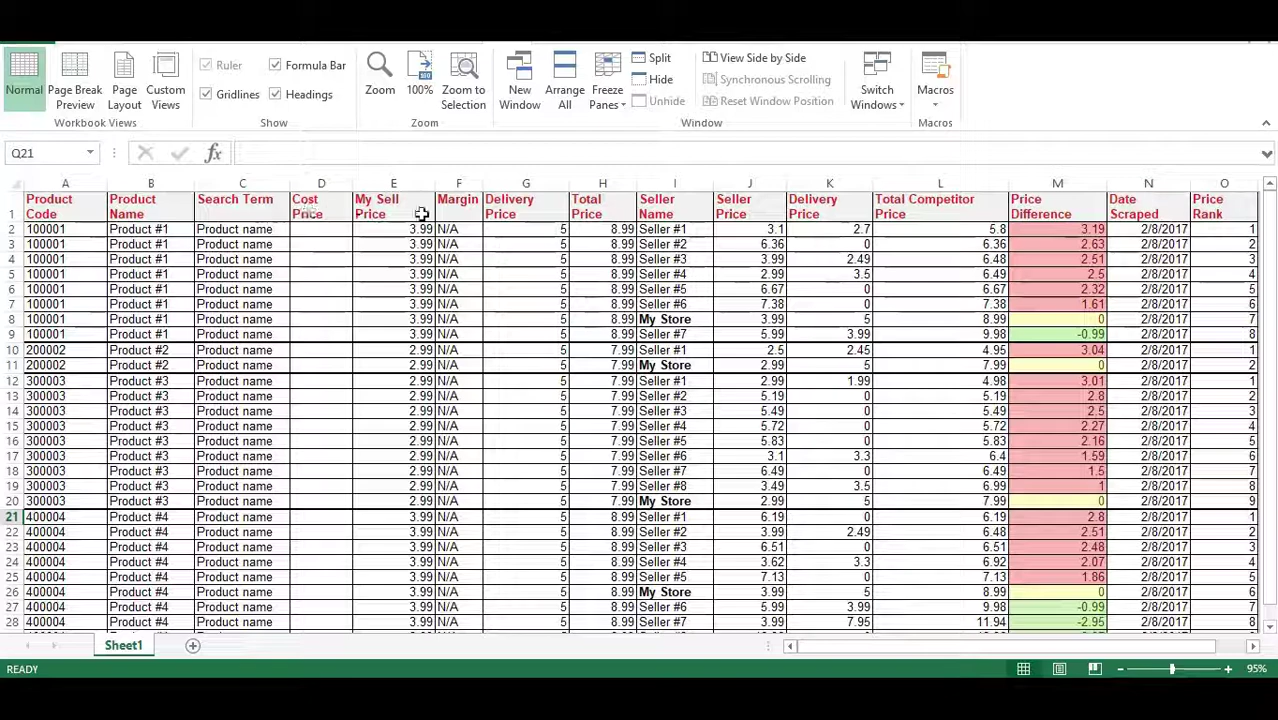 Normal Page Break Preview Page Layout Custom Views Ruler Formula Bar Gridlines Headings Zoom 100% Zoom to Selection New Window Arrange All Freeze Panes Split Hide Unhide View Side by Side Synchronous Scrolling Reset Window Position Switch Windows Macros
Workbook Views Show Zoom Window Macros
Q21 fx
A B C D E F G H I J K L M N O
1 Product Code Product Name Search Term Cost Price My Sell Price Margin Delivery Price Total Price Seller Name Seller Price Delivery Price Total Competitor Price Price Difference Date Scraped Price Rank
2 100001 Product #1 Product name 3.99 N/A 5 8.99 Seller #1 3.1 2.7 5.8 3.19 2/8/2017 1
3 100001 Product #1 Product name 3.99 N/A 5 8.99 Seller #2 6.36 0 6.36 2.63 2/8/2017 2
4 100001 Product #1 Product name 3.99 N/A 5 8.99 Seller #3 3.99 2.49 6.48 2.51 2/8/2017 3
5 100001 Product #1 Product name 3.99 N/A 5 8.99 Seller #4 2.99 3.5 6.49 2.5 2/8/2017 4
6 100001 Product #1 Product name 3.99 N/A 5 8.99 Seller #5 6.67 0 6.67 2.32 2/8/2017 5
7 100001 Product #1 Product name 3.99 N/A 5 8.99 Seller #6 7.38 0 7.38 1.61 2/8/2017 6
8 100001 Product #1 Product name 3.99 N/A 5 8.99 My Store 3.99 5 8.99 0 2/8/2017 7
9 100001 Product #1 Product name 3.99 N/A 5 8.99 Seller #7 5.99 3.99 9.98 -0.99 2/8/2017 8
10 200002 Product #2 Product name 2.99 N/A 5 7.99 Seller #1 2.5 2.45 4.95 3.04 2/8/2017 1
11 200002 Product #2 Product name 2.99 N/A 5 7.99 My Store 2.99 5 7.99 0 2/8/2017 2
12 300003 Product #3 Product name 2.99 N/A 5 7.99 Seller #1 2.99 1.99 4.98 3.01 2/8/2017 1
13 300003 Product #3 Product name 2.99 N/A 5 7.99 Seller #2 5.19 0 5.19 2.8 2/8/2017 2
14 300003 Product #3 Product name 2.99 N/A 5 7.99 Seller #3 5.49 0 5.49 2.5 2/8/2017 3
15 300003 Product #3 Product name 2.99 N/A 5 7.99 Seller #4 5.72 0 5.72 2.27 2/8/2017 4
16 300003 Product #3 Product name 2.99 N/A 5 7.99 Seller #5 5.83 0 5.83 2.16 2/8/2017 5
17 300003 Product #3 Product name 2.99 N/A 5 7.99 Seller #6 3.1 3.3 6.4 1.59 2/8/2017 6
18 300003 Product #3 Product name 2.99 N/A 5 7.99 Seller #7 6.49 0 6.49 1.5 2/8/2017 7
19 300003 Product #3 Product name 2.99 N/A 5 7.99 Seller #8 3.49 3.5 6.99 1 2/8/2017 8
20 300003 Product #3 Product name 2.99 N/A 5 7.99 My Store 2.99 5 7.99 0 2/8/2017 9
21 400004 Product #4 Product name 3.99 N/A 5 8.99 Seller #1 6.19 0 6.19 2.8 2/8/2017 1
22 400004 Product #4 Product name 3.99 N/A 5 8.99 Seller #2 3.99 2.49 6.48 2.51 2/8/2017 2
23 400004 Product #4 Product name 3.99 N/A 5 8.99 Seller #3 6.51 0 6.51 2.48 2/8/2017 3
24 400004 Product #4 Product name 3.99 N/A 5 8.99 Seller #4 3.62 3.3 6.92 2.07 2/8/2017 4
25 400004 Product #4 Product name 3.99 N/A 5 8.99 Seller #5 7.13 0 7.13 1.86 2/8/2017 5
26 400004 Product #4 Product name 3.99 N/A 5 8.99 My Store 3.99 5 8.99 0 2/8/2017 6
27 400004 Product #4 Product name 3.99 N/A 5 8.99 Seller #6 5.99 3.99 9.98 -0.99 2/8/2017 7
28 400004 Product #4 Product name 3.99 N/A 5 8.99 Seller #7 3.99 7.95 11.94 -2.95 2/8/2017 8
Sheet1
READY 95%